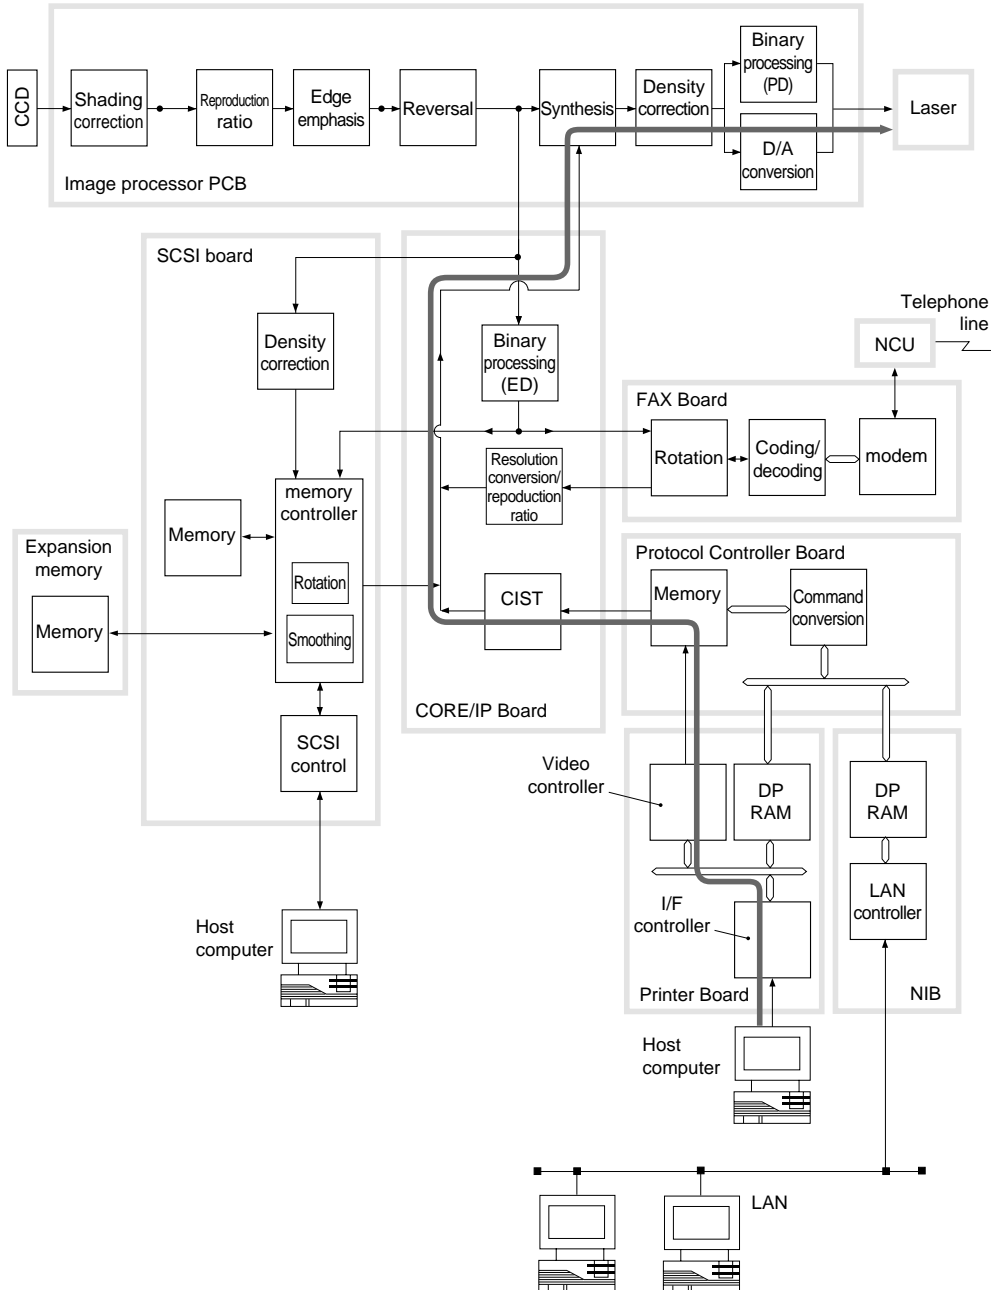 CCD
Shading
correction
Reproduction
ratio
Edge
emphasis
Reversal
Synthesis
Density
correction
Binary
processing
(PD)
D/A
conversion
Laser
Image processor PCB
SCSI board
Density
correction
Binary
processing
(ED)
Telephone
line
NCU
FAX Board
Rotation
Coding/
decoding
modem
Resolution
conversion/
repoduction
ratio
memory
controller
Memory
Rotation
Smoothing
Expansion
memory
Memory
SCSI
control
CIST
CORE/IP Board
Protocol Controller Board
Memory
Command
conversion
Video
controller
DP
RAM
DP
RAM
I/F
controller
LAN
controller
Printer Board
NIB
Host
computer
Host
computer
LAN